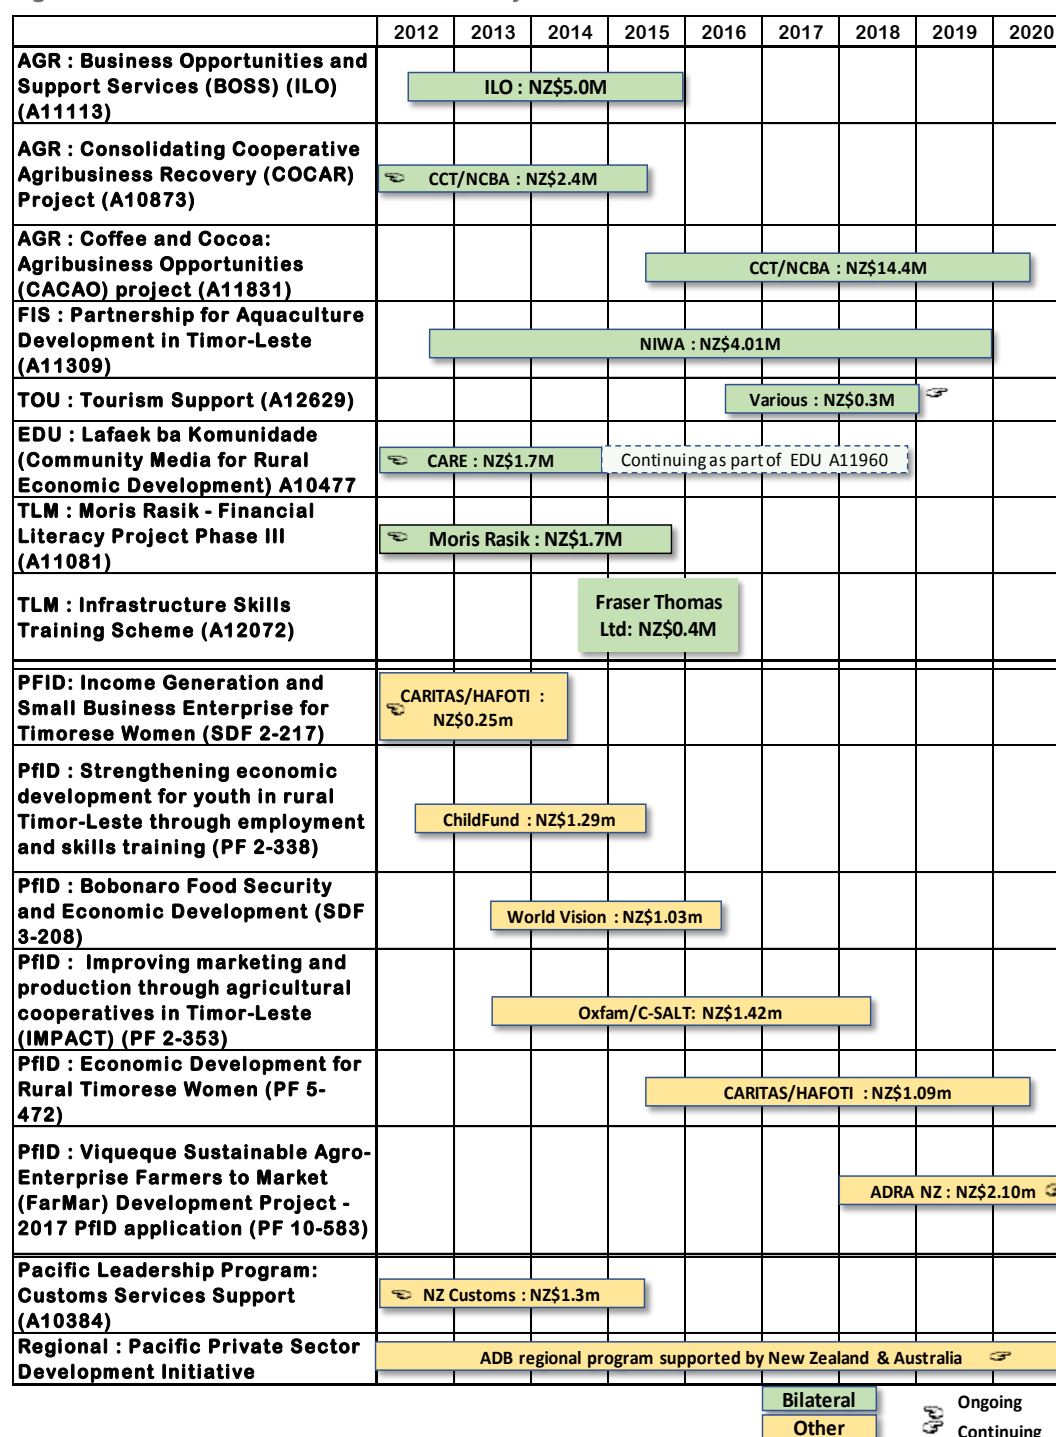 2012 2013 2014 2015 2016 2017 2018 2019 2020
AGR : Business Opportunities and
Support Services (BOSS) (ILO)
(A11113)
ILO : NZ$5.0M
AGR : Consolidating Cooperative
Agribusiness Recovery (COCAR)
Project (A10873)
CCT/NCBA : NZ$2.4M
AGR : Coffee and Cocoa:
Agribusiness Opportunities
(CACAO) project (A11831)
CCT/NCBA : NZ$14.4M
FIS : Partnership for Aquaculture
Development in Timor-Leste
(A11309)
NIWA : NZ$4.01M
TOU : Tourism Support (A12629)
Various : NZ$0.3M
EDU : Lafaek ba Komunidade
(Community Media for Rural
Economic Development) A10477
CARE : NZ$1.7M
Continuing as part of EDU A11960
TLM : Moris Rasik - Financial
Literacy Project Phase III
(A11081)
Moris Rasik : NZ$1.7M
TLM : Infrastructure Skills
Training Scheme (A12072)
Fraser Thomas
Ltd: NZ$0.4M
PFID: Income Generation and
Small Business Enterprise for
Timorese Women (SDF 2-217)
CARITAS/HAFOTI :
NZ$0.25m
PfID : Strengthening economic
development for youth in rural
Timor-Leste through employment
and skills training (PF 2-338)
ChildFund : NZ$1.29m
PfID : Bobonaro Food Security
and Economic Development (SDF
3-208)
World Vision : NZ$1.03m
PfID : Improving marketing and
production through agricultural
cooperatives in Timor-Leste
(IMPACT) (PF 2-353)
Oxfam/C-SALT: NZ$1.42m
PfID : Economic Development for
Rural Timorese Women (PF 5-
472)
CARITAS/HAFOTI : NZ$1.09m
PfID : Viqueque Sustainable Agro-
Enterprise Farmers to Market
(FarMar) Development Project -
2017 PfID application (PF 10-583)
ADRA NZ : NZ$2.10m
Pacific Leadership Program:
Customs Services Support
(A10384)
NZ Customs : NZ$1.3m
Regional : Pacific Private Sector
Development Initiative
ADB regional program supported by New Zealand & Australia
Bilateral
Other
Ongoing
Continuing